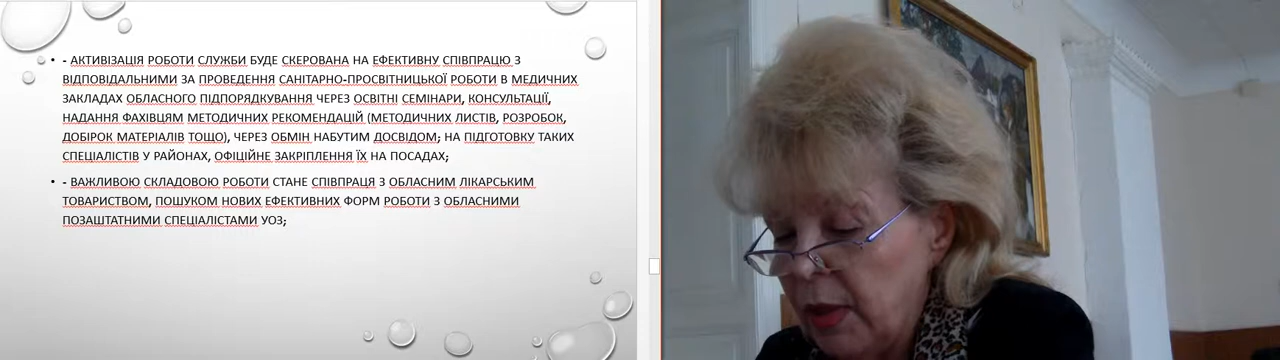 • - АКТИВІЗАЦІЯ РОБОТИ СЛУЖБИ БУДЕ СКЕРОВАНА НА ЕФЕКТИВНУ СПІВПРАЦЮ З
ВІДПОВІДАЛЬНИМИ ЗА ПРОВЕДЕННЯ САНІТАРНО-ПРОСВІТНИЦЬКОЇ РОБОТИ В МЕДИЧНИХ
ЗАКЛАДАХ ОБЛАСНОГО ПІДПОРЯДКУВАННЯ ЧЕРЕЗ ОСВІТНІ СЕМІНАРИ, КОНСУЛЬТАЦІЇ,
НАДАННЯ ФАХІВЦЯМ МЕТОДИЧНИХ РЕКОМЕНДАЦІЙ (МЕТОДИЧНИХ ЛИСТІВ, РОЗРОБОК,
ДОБІРОК МАТЕРІАЛІВ ТОЩО), ЧЕРЕЗ ОБМІН НАБУТИМ ДОСВІДОМ; НА ПІДГОТОВКУ ТАКИХ
СПЕЦІАЛІСТІВ У РАЙОНАХ, ОФІЦІЙНЕ ЗАКРІПЛЕННЯ ЇХ НА ПОСАДАХ;
• - ВАЖЛИВОЮ СКЛАДОВОЮ РОБОТИ СТАНЕ СПІВПРАЦЯ З ОБЛАСНИМ ЛІКАРСЬКИМ
ТОВАРИСТВОМ, ПОШУКОМ НОВИХ ЕФЕКТИВНИХ ФОРМ РОБОТИ З ОБЛАСНИМИ
ПОЗАШТАТНИМИ СПЕЦІАЛІСТАМИ УОЗ;